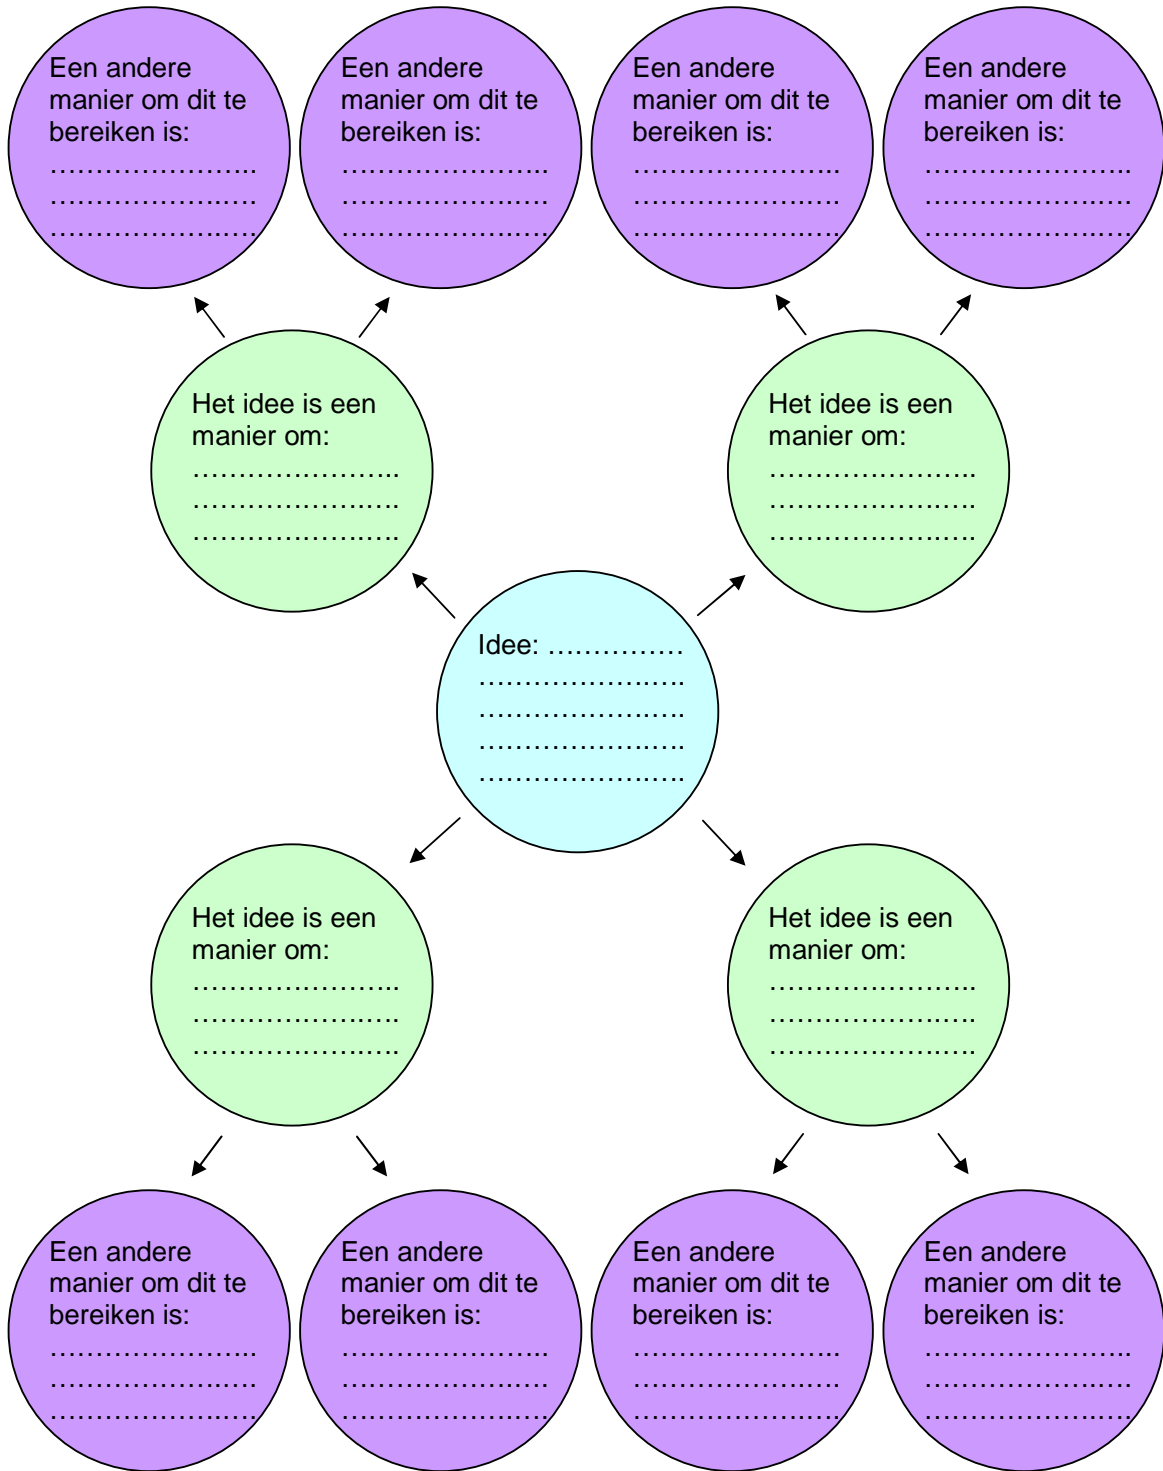 Een andere
manier om dit te
bereiken is:
……………………..
………………….….
………………….….
Een andere
manier om dit te
bereiken is:
……………………..
………………….….
………………….….
Een andere
manier om dit te
bereiken is:
……………………..
………………….….
………………….….
Een andere
manier om dit te
bereiken is:
……………………..
………………….….
………………….….
Het idee is een
manier om:
……………………..
………………….….
………………….….
Het idee is een
manier om:
……………………..
………………….….
………………….….
Idee: ……………
………………….….
………………….….
………………….….
………………….….
Het idee is een
manier om:
……………………..
………………….….
………………….….
Het idee is een
manier om:
……………………..
………………….….
………………….….
Een andere
manier om dit te
bereiken is:
……………………..
………………….….
………………….….
Een andere
manier om dit te
bereiken is:
……………………..
………………….….
………………….….
Een andere
manier om dit te
bereiken is:
……………………..
………………….….
………………….….
Een andere
manier om dit te
bereiken is:
……………………..
………………….….
………………….….